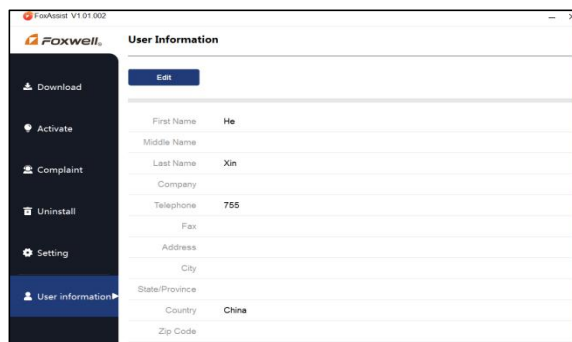 FoxAssist V1.01.002
FOXWELL®
User Information
Edit
Download
Activate
Complaint
Uninstall
Setting
User information
First Name He
Middle Name
Last Name Xin
Company
Telephone 755
Fax
Address
City
State/Province
Country China
Zip Code